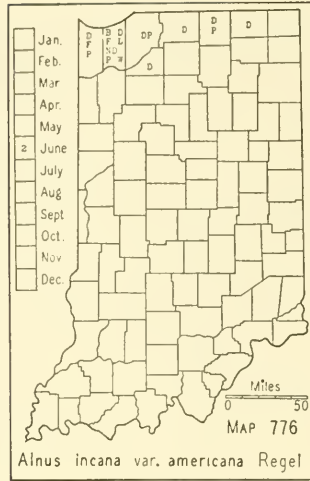 Jan.
Feb.
Mar
Apr.
May
2 June
July
Aug
Sept
Oct.
Nov
Dec.
D
F
P
B D
F L
N D
P W
DP
D
D
D
P
D
Miles
0 50
MAP 776
Alnus incana var. americana Regel